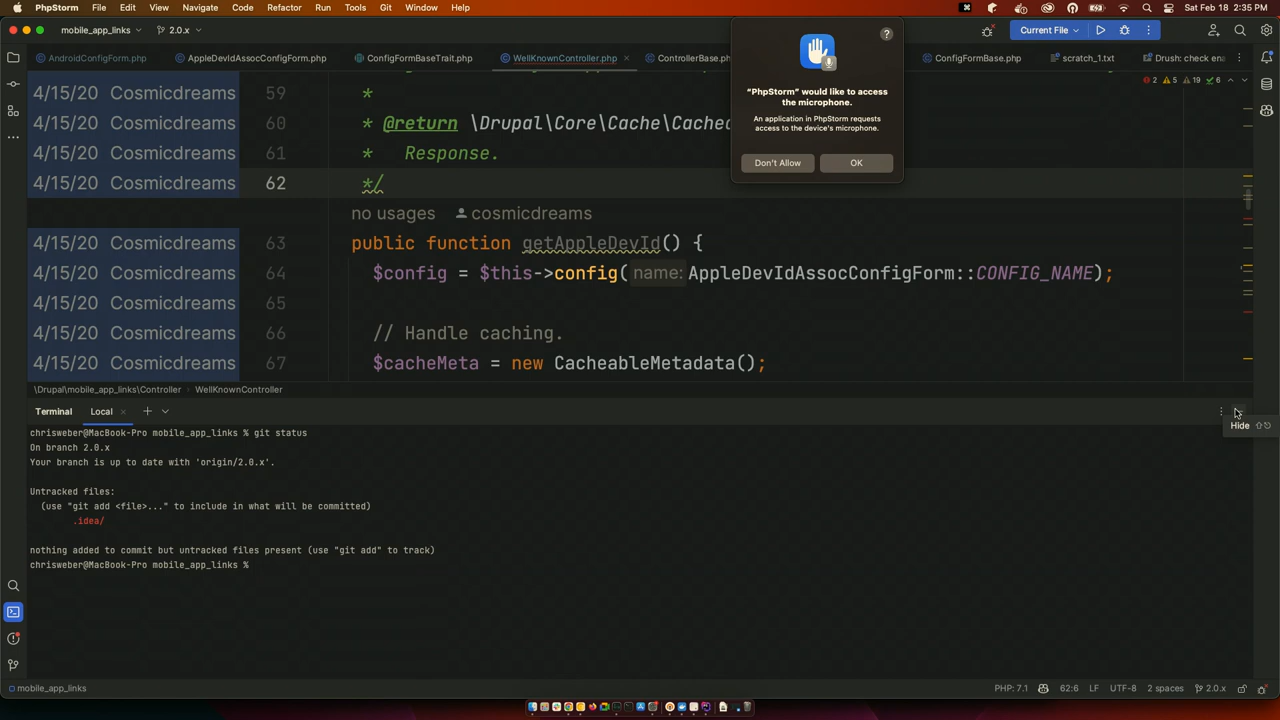 PhpStorm File Edit View Navigate Code Refactor Run Tools Git Window Help Sat Feb 18 2:35 PM
mobile_app_links 2.0.x Current File
AndroidConfigForm.php AppleDevIdAssocConfigForm.php ConfigFormBaseTrait.php WellKnownController.php ControllerBase.ph ConfigFormBase.php scratch_1.txt Drush: check ena
2 5 19 6
?
“PhpStorm” would like to access
the microphone.
An application in PhpStorm requests
access to the device's microphone.
Don't Allow OK
4/15/20 Cosmicdreams 59 *
4/15/20 Cosmicdreams 60 * @return \Drupal\Core\Cache\Cachea
4/15/20 Cosmicdreams 61 * Response.
4/15/20 Cosmicdreams 62 */
no usages cosmicdreams
4/15/20 Cosmicdreams 63 public function getAppleDevId() {
4/15/20 Cosmicdreams 64 $config = $this->config( name: AppleDevIdAssocConfigForm::CONFIG_NAME);
4/15/20 Cosmicdreams 65
4/15/20 Cosmicdreams 66 // Handle caching.
4/15/20 Cosmicdreams 67 $cacheMeta = new CacheableMetadata();
\Drupal\mobile_app_links\Controller WellKnownController
Terminal Local
Hide
chrisweber@MacBook-Pro mobile_app_links % git status
On branch 2.0.x
Your branch is up to date with 'origin/2.0.x'.
Untracked files:
(use "git add <file>..." to include in what will be committed)
.idea/
nothing added to commit but untracked files present (use "git add" to track)
chrisweber@MacBook-Pro mobile_app_links %
mobile_app_links PHP: 7.1 62:6 LF UTF-8 2 spaces 2.0.x